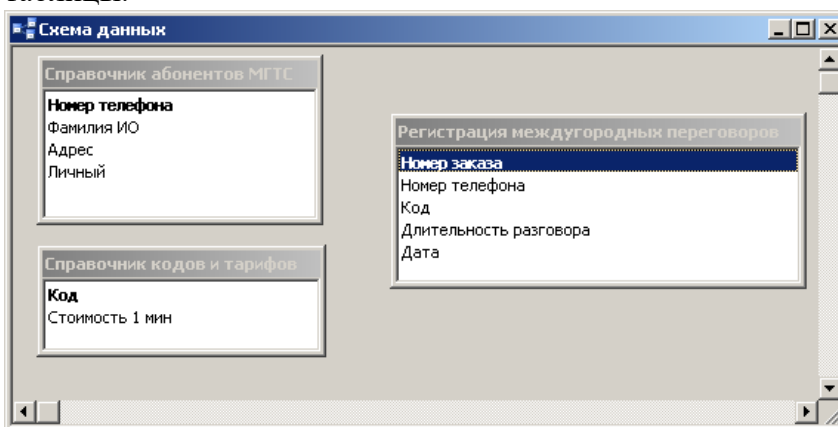 Схема данных
Справочник абонентов МГТС
Номер телефона
Фамилия ИО
Адрес
Личный
Справочник кодов и тарифов
Код
Стоимость 1 мин
Регистрация междугородных переговоров
Номер заказа
Номер телефона
Код
Длительность разговора
Дата